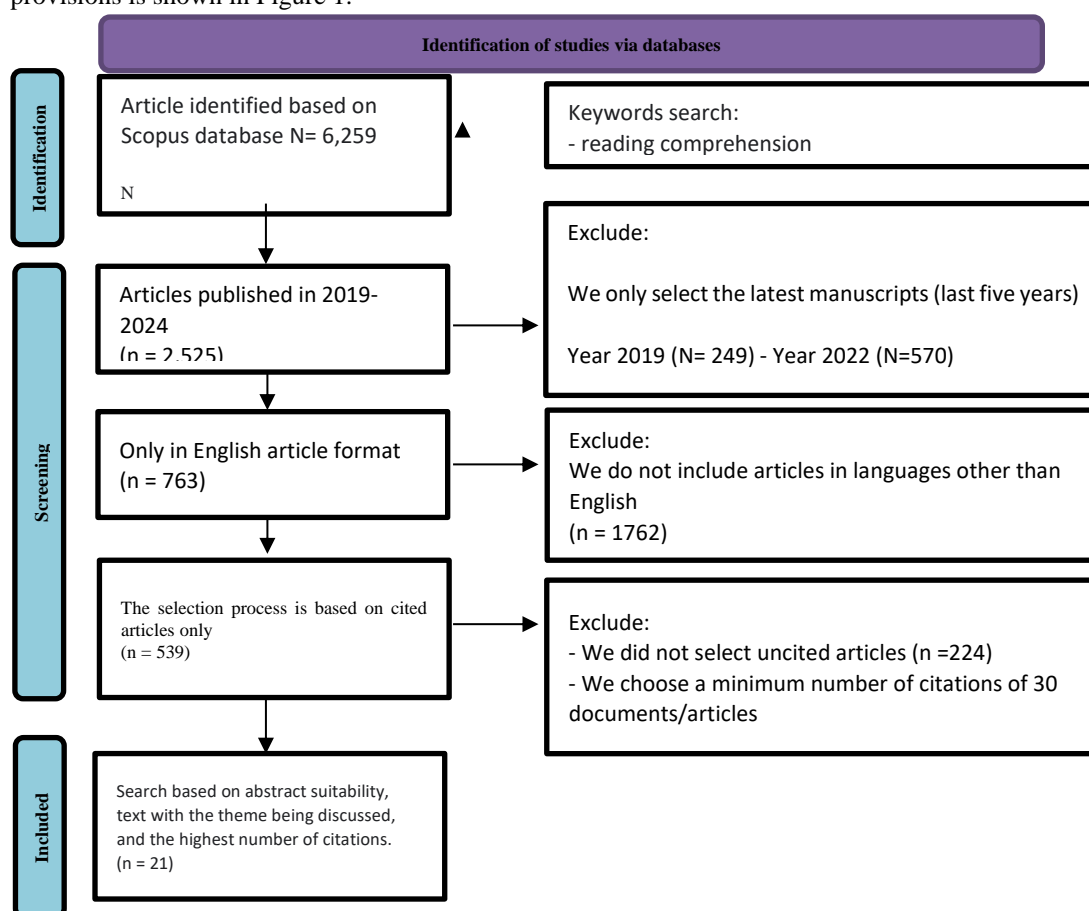 provisions is shown in Figure 1.
Identification of studies via databases
Identification
Article identified based on
Scopus database N= 6,259
N
Keywords search:
- reading comprehension
Screening
Articles published in 2019-
2024
(n = 2.525)
Exclude:
We only select the latest manuscripts (last five years)
Year 2019 (N= 249) - Year 2022 (N=570)
Only in English article format
(n = 763)
Exclude:
We do not include articles in languages other than
English
(n = 1762)
The selection process is based on cited
articles only
(n = 539)
Exclude:
- We did not select uncited articles (n =224)
- We choose a minimum number of citations of 30
documents/articles
Included
Search based on abstract suitability,
text with the theme being discussed,
and the highest number of citations.
(n = 21)